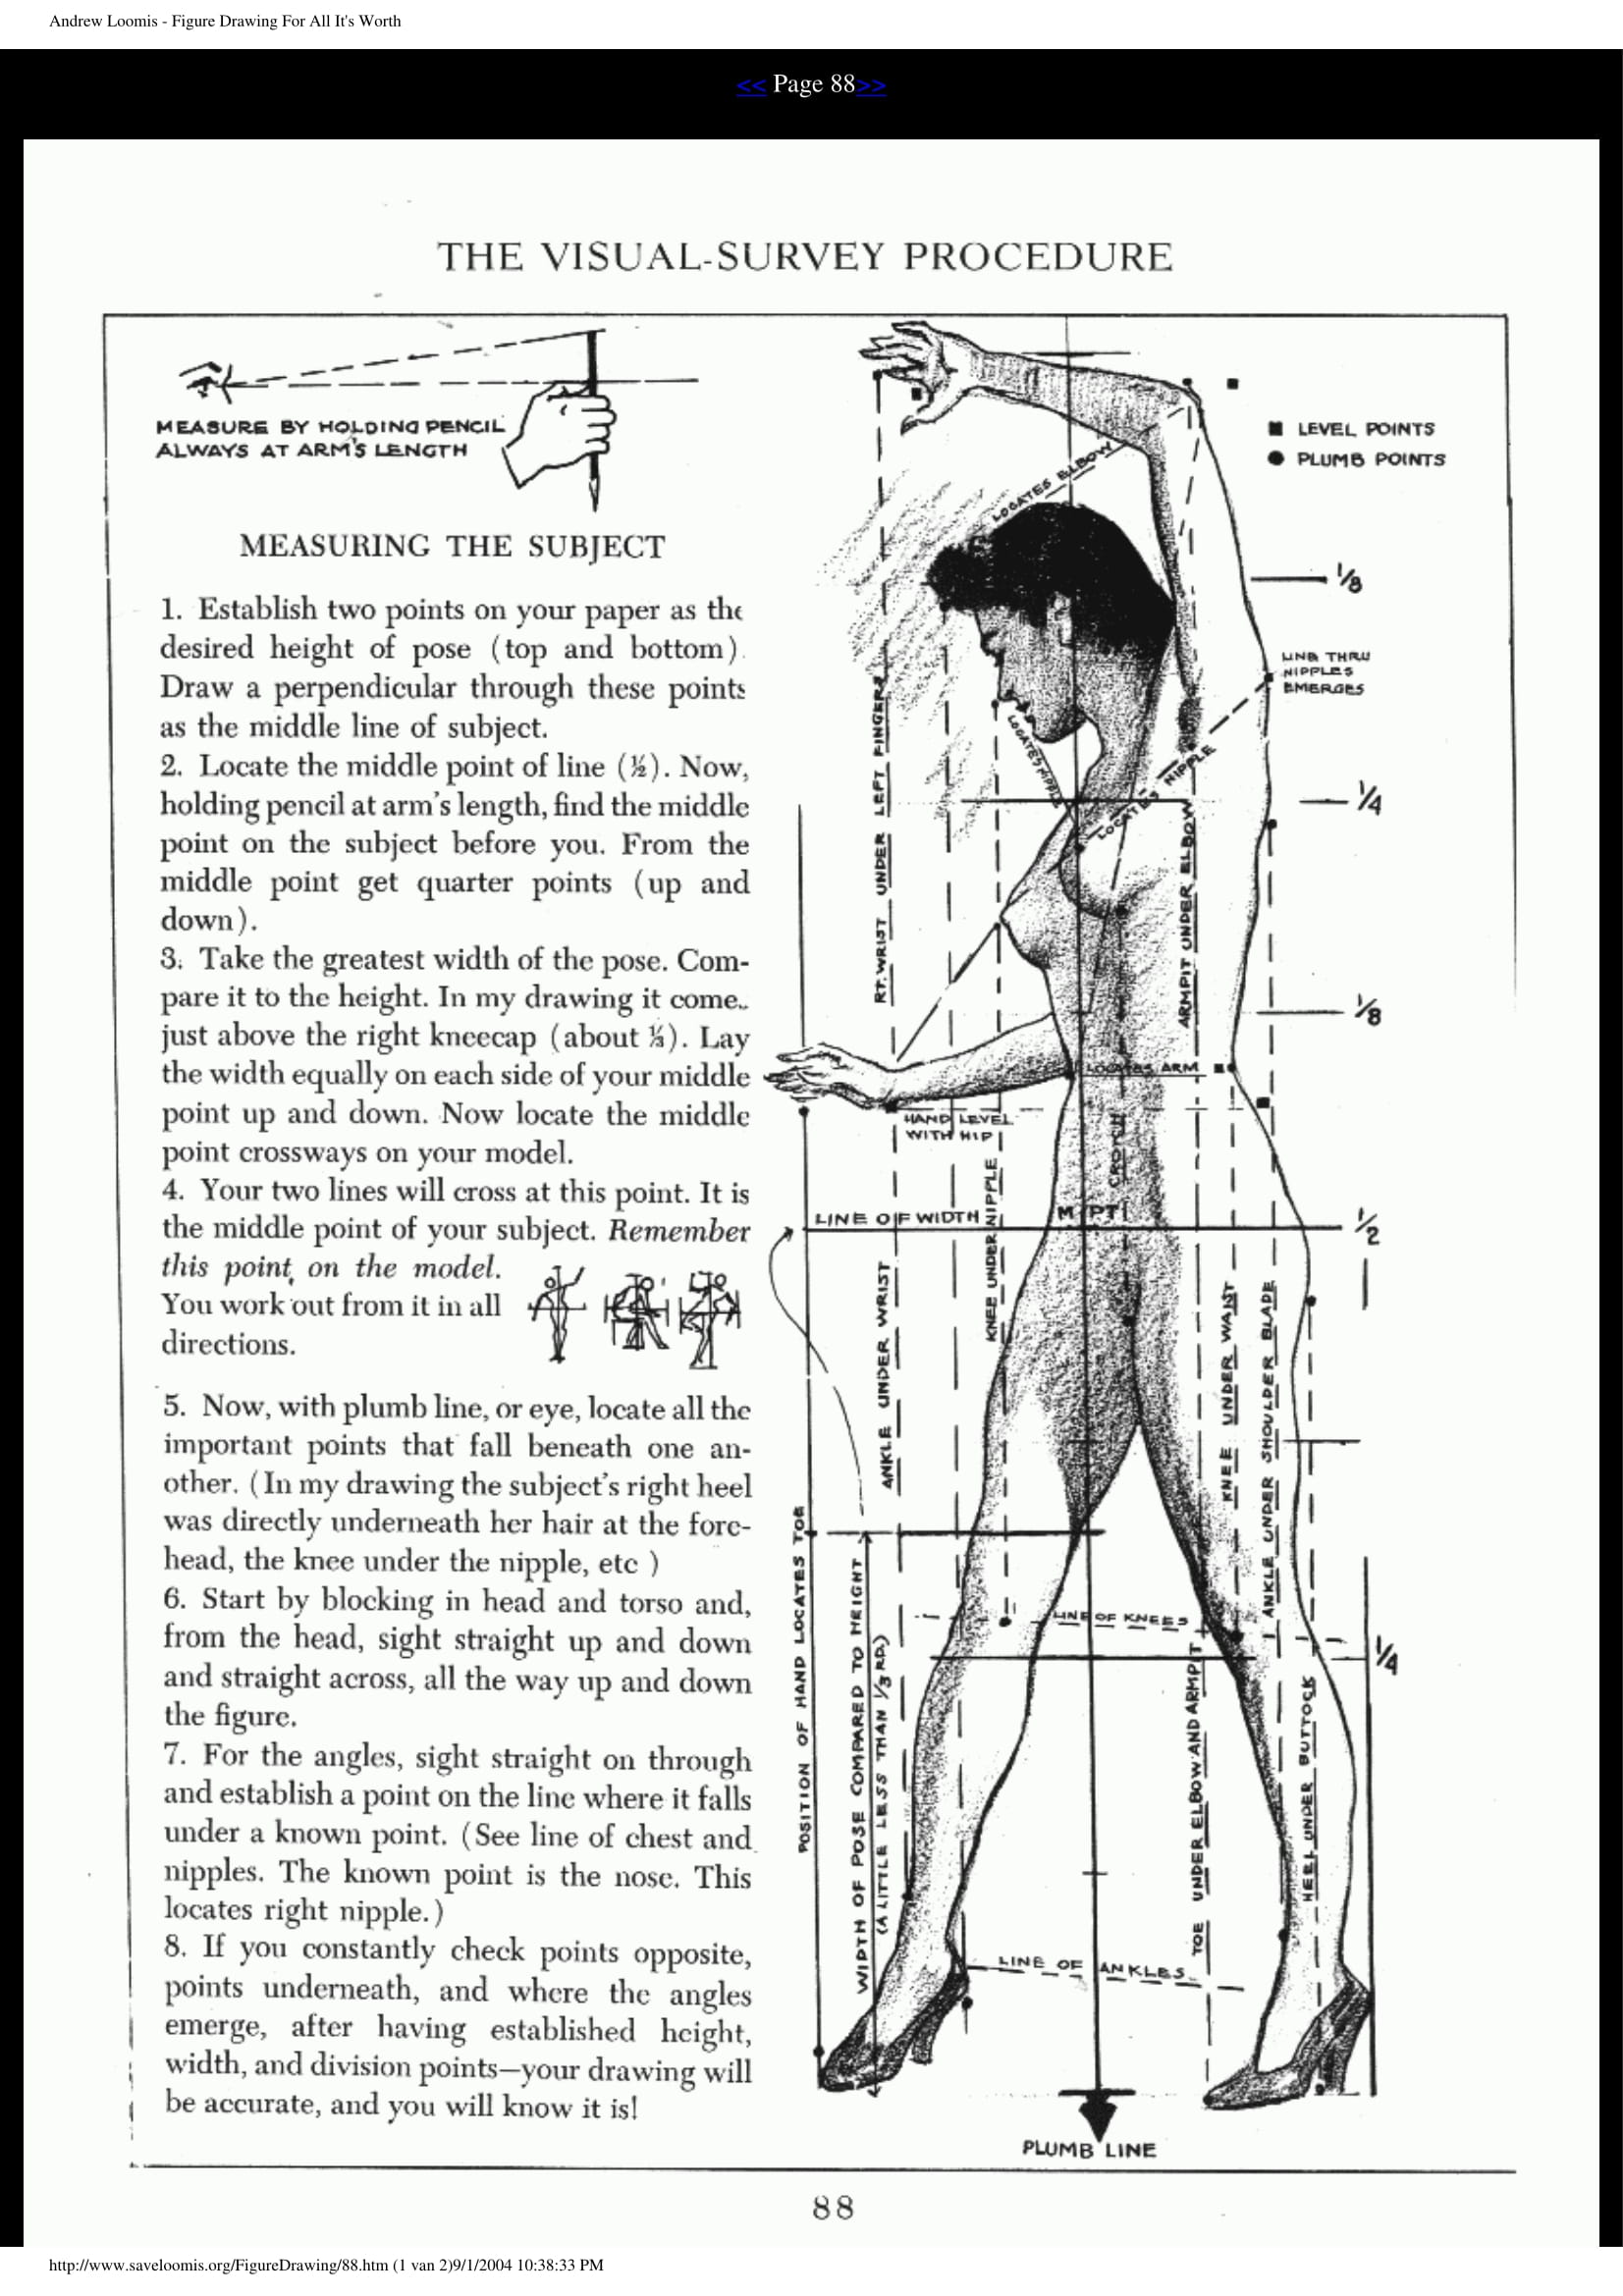 Andrew Loomis - Figure Drawing For All It's Worth
<< Page 88>>
THE VISUAL-SURVEY PROCEDURE
MEASURE BY HOLDING PENCIL
ALWAYS AT ARM'S LENGTH
MEASURING THE SUBJECT
1. Establish two points on your paper as the
desired height of pose (top and bottom).
Draw a perpendicular through these points
as the middle line of subject.
2. Locate the middle point of line (½). Now,
holding pencil at arm's length, find the middle
point on the subject before you. From the
middle point get quarter points (up and
down).
3. Take the greatest width of the pose. Com-
pare it to the height. In my drawing it come..
just above the right kneecap (about ⅓). Lay
the width equally on each side of your middle
point up and down. Now locate the middle
point crossways on your model.
4. Your two lines will cross at this point. It is
the middle point of your subject. Remember
this point on the model.
You work out from it in all
directions.
5. Now, with plumb line, or eye, locate all the
important points that fall beneath one an-
other. (In my drawing the subject's right heel
was directly underneath her hair at the fore-
head, the knee under the nipple, etc )
6. Start by blocking in head and torso and,
from the head, sight straight up and down
and straight across, all the way up and down
the figure.
7. For the angles, sight straight on through
and establish a point on the line where it falls
under a known point. (See line of chest and
nipples. The known point is the nose. This
locates right nipple.)
8. If you constantly check points opposite,
points underneath, and where the angles
emerge, after having established height,
width, and division points—your drawing will
be accurate, and you will know it is!
LEVEL POINTS
PLUMB POINTS
LOCATES ELBOW
1/8
LINE THRU
NIPPLES
EMERGES
LOCATES NIPPLE
LOCATES NIPPLE
1/4
RT. WRIST UNDER LEFT FINGERS
ARMPIT UNDER ELBOW
1/8
LOCATES ARM
HAND LEVEL
WITH HIP
CROTCH
LINE OF WIDTH
M PT
1/2
KNEE UNDER NIPPLE
ANKLE UNDER WRIST
KNEE UNDER WAIST
ANKLE UNDER SHOULDER BLADE
POSITION OF HAND LOCATES TOE
WIDTH OF POSE COMPARED TO HEIGHT
(A LITTLE LESS THAN 1/3 RD.)
LINE OF KNEES
1/4
TOE UNDER ELBOW AND ARMPIT
HEEL UNDER BUTTOCK
LINE OF ANKLES
PLUMB LINE
88
http://www.saveloomis.org/FigureDrawing/88.htm (1 van 2)9/1/2004 10:38:33 PM